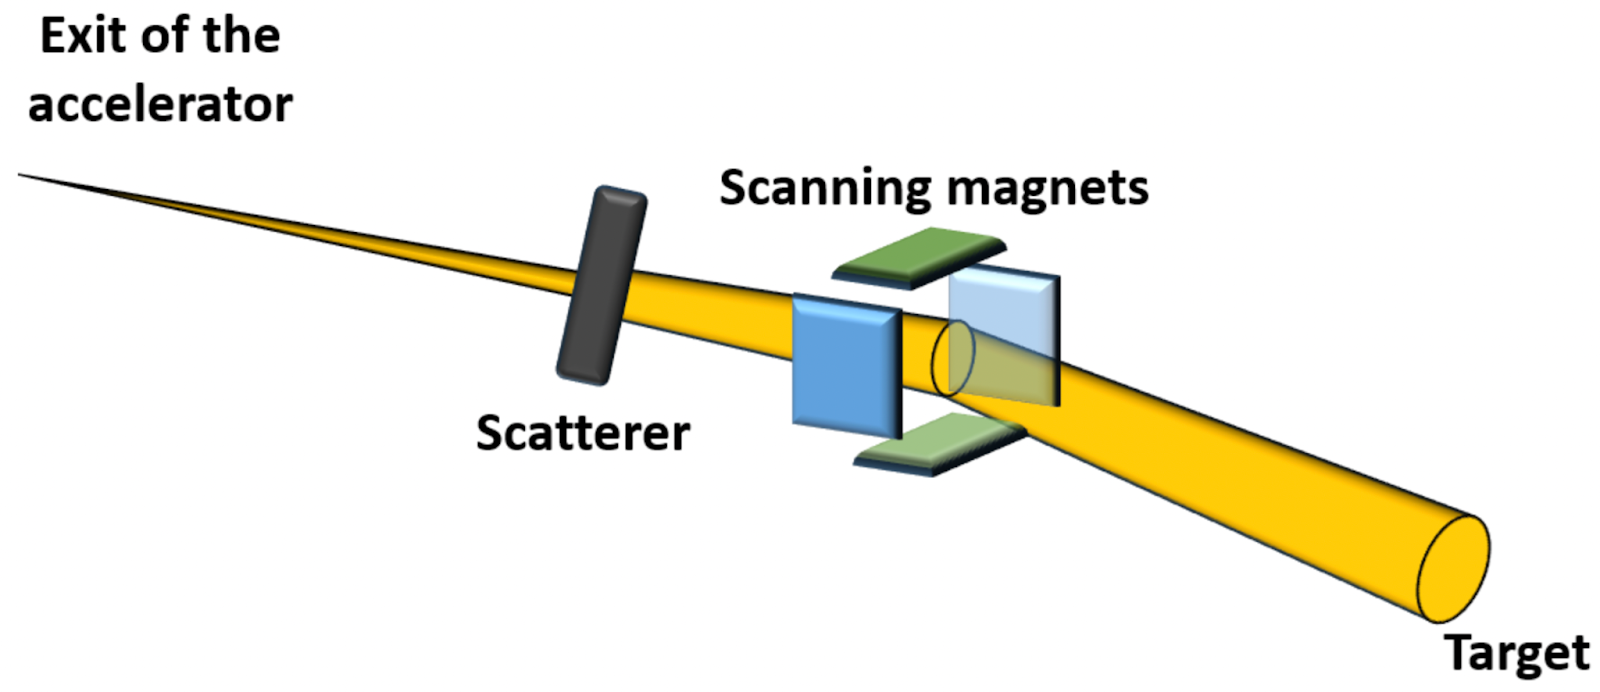 Exit of the
accelerator
Scanning magnets
Scatterer
Target